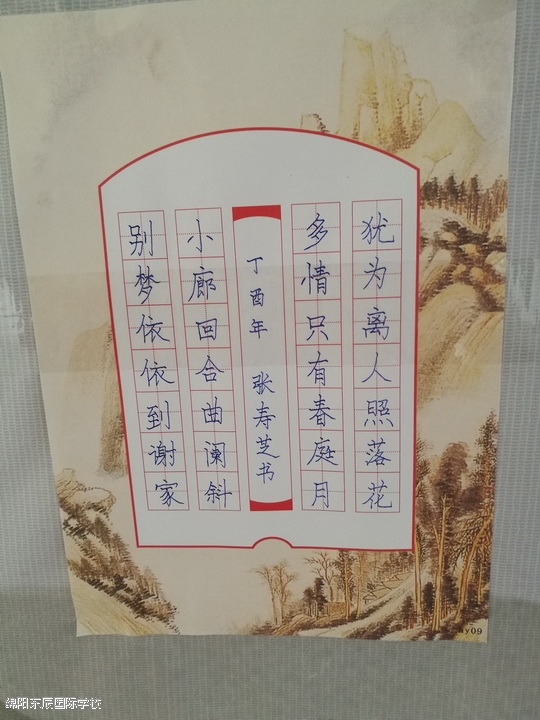 别梦依依到谢家
小廊回合曲澜斜
丁酉年 张寿芝书
多情只有春庭月
犹为离人照落花
绵阳东辰国际学校